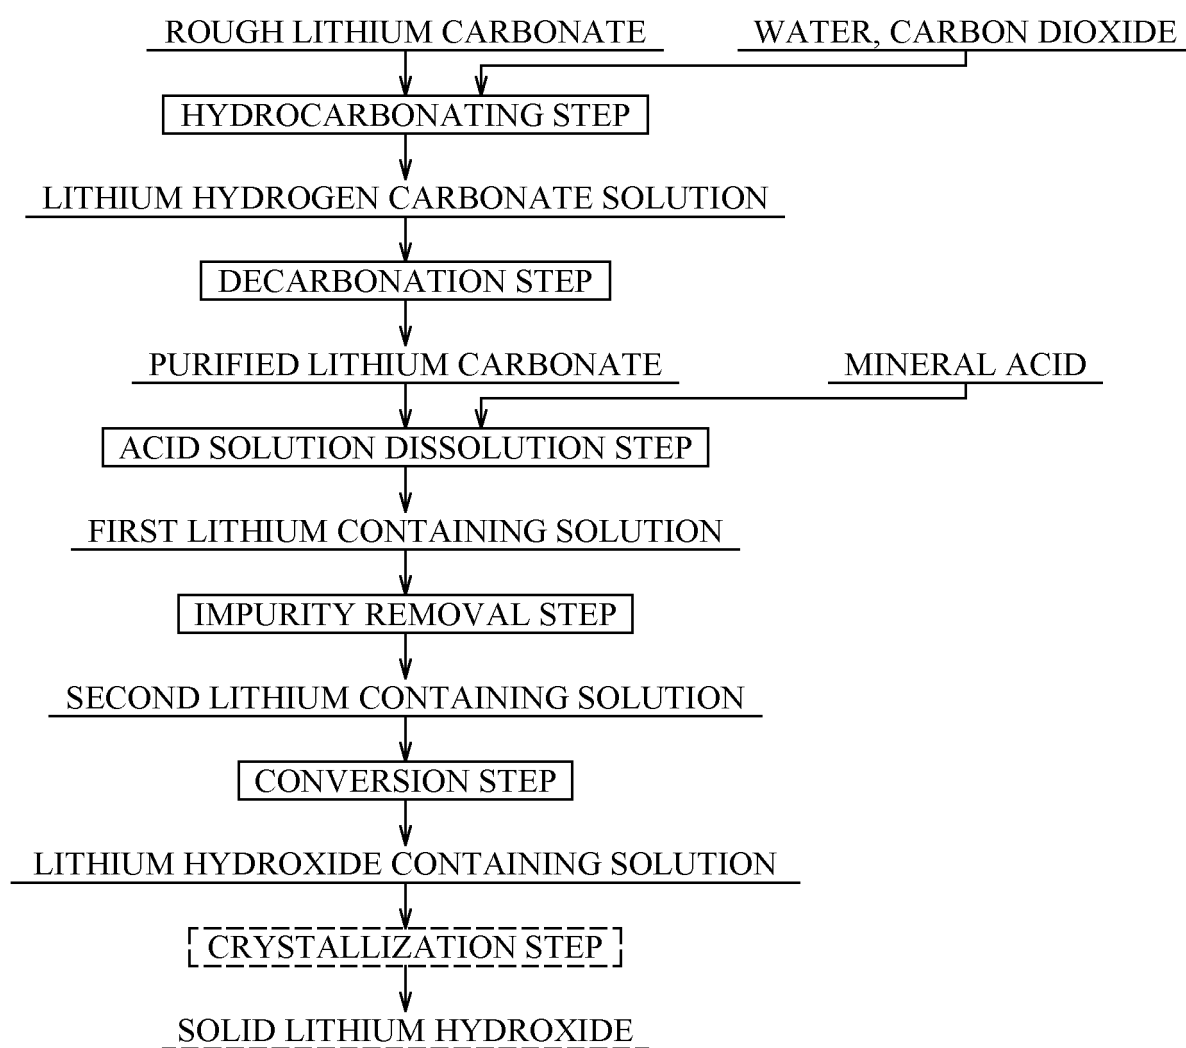 ROUGH LITHIUM CARBONATE
WATER, CARBON DIOXIDE
HYDROCARBONATING STEP
LITHIUM HYDROGEN CARBONATE SOLUTION
DECARBONATION STEP
PURIFIED LITHIUM CARBONATE
MINERAL ACID
ACID SOLUTION DISSOLUTION STEP
FIRST LITHIUM CONTAINING SOLUTION
IMPURITY REMOVAL STEP
SECOND LITHIUM CONTAINING SOLUTION
CONVERSION STEP
LITHIUM HYDROXIDE CONTAINING SOLUTION
CRYSTALLIZATION STEP
SOLID LITHIUM HYDROXIDE